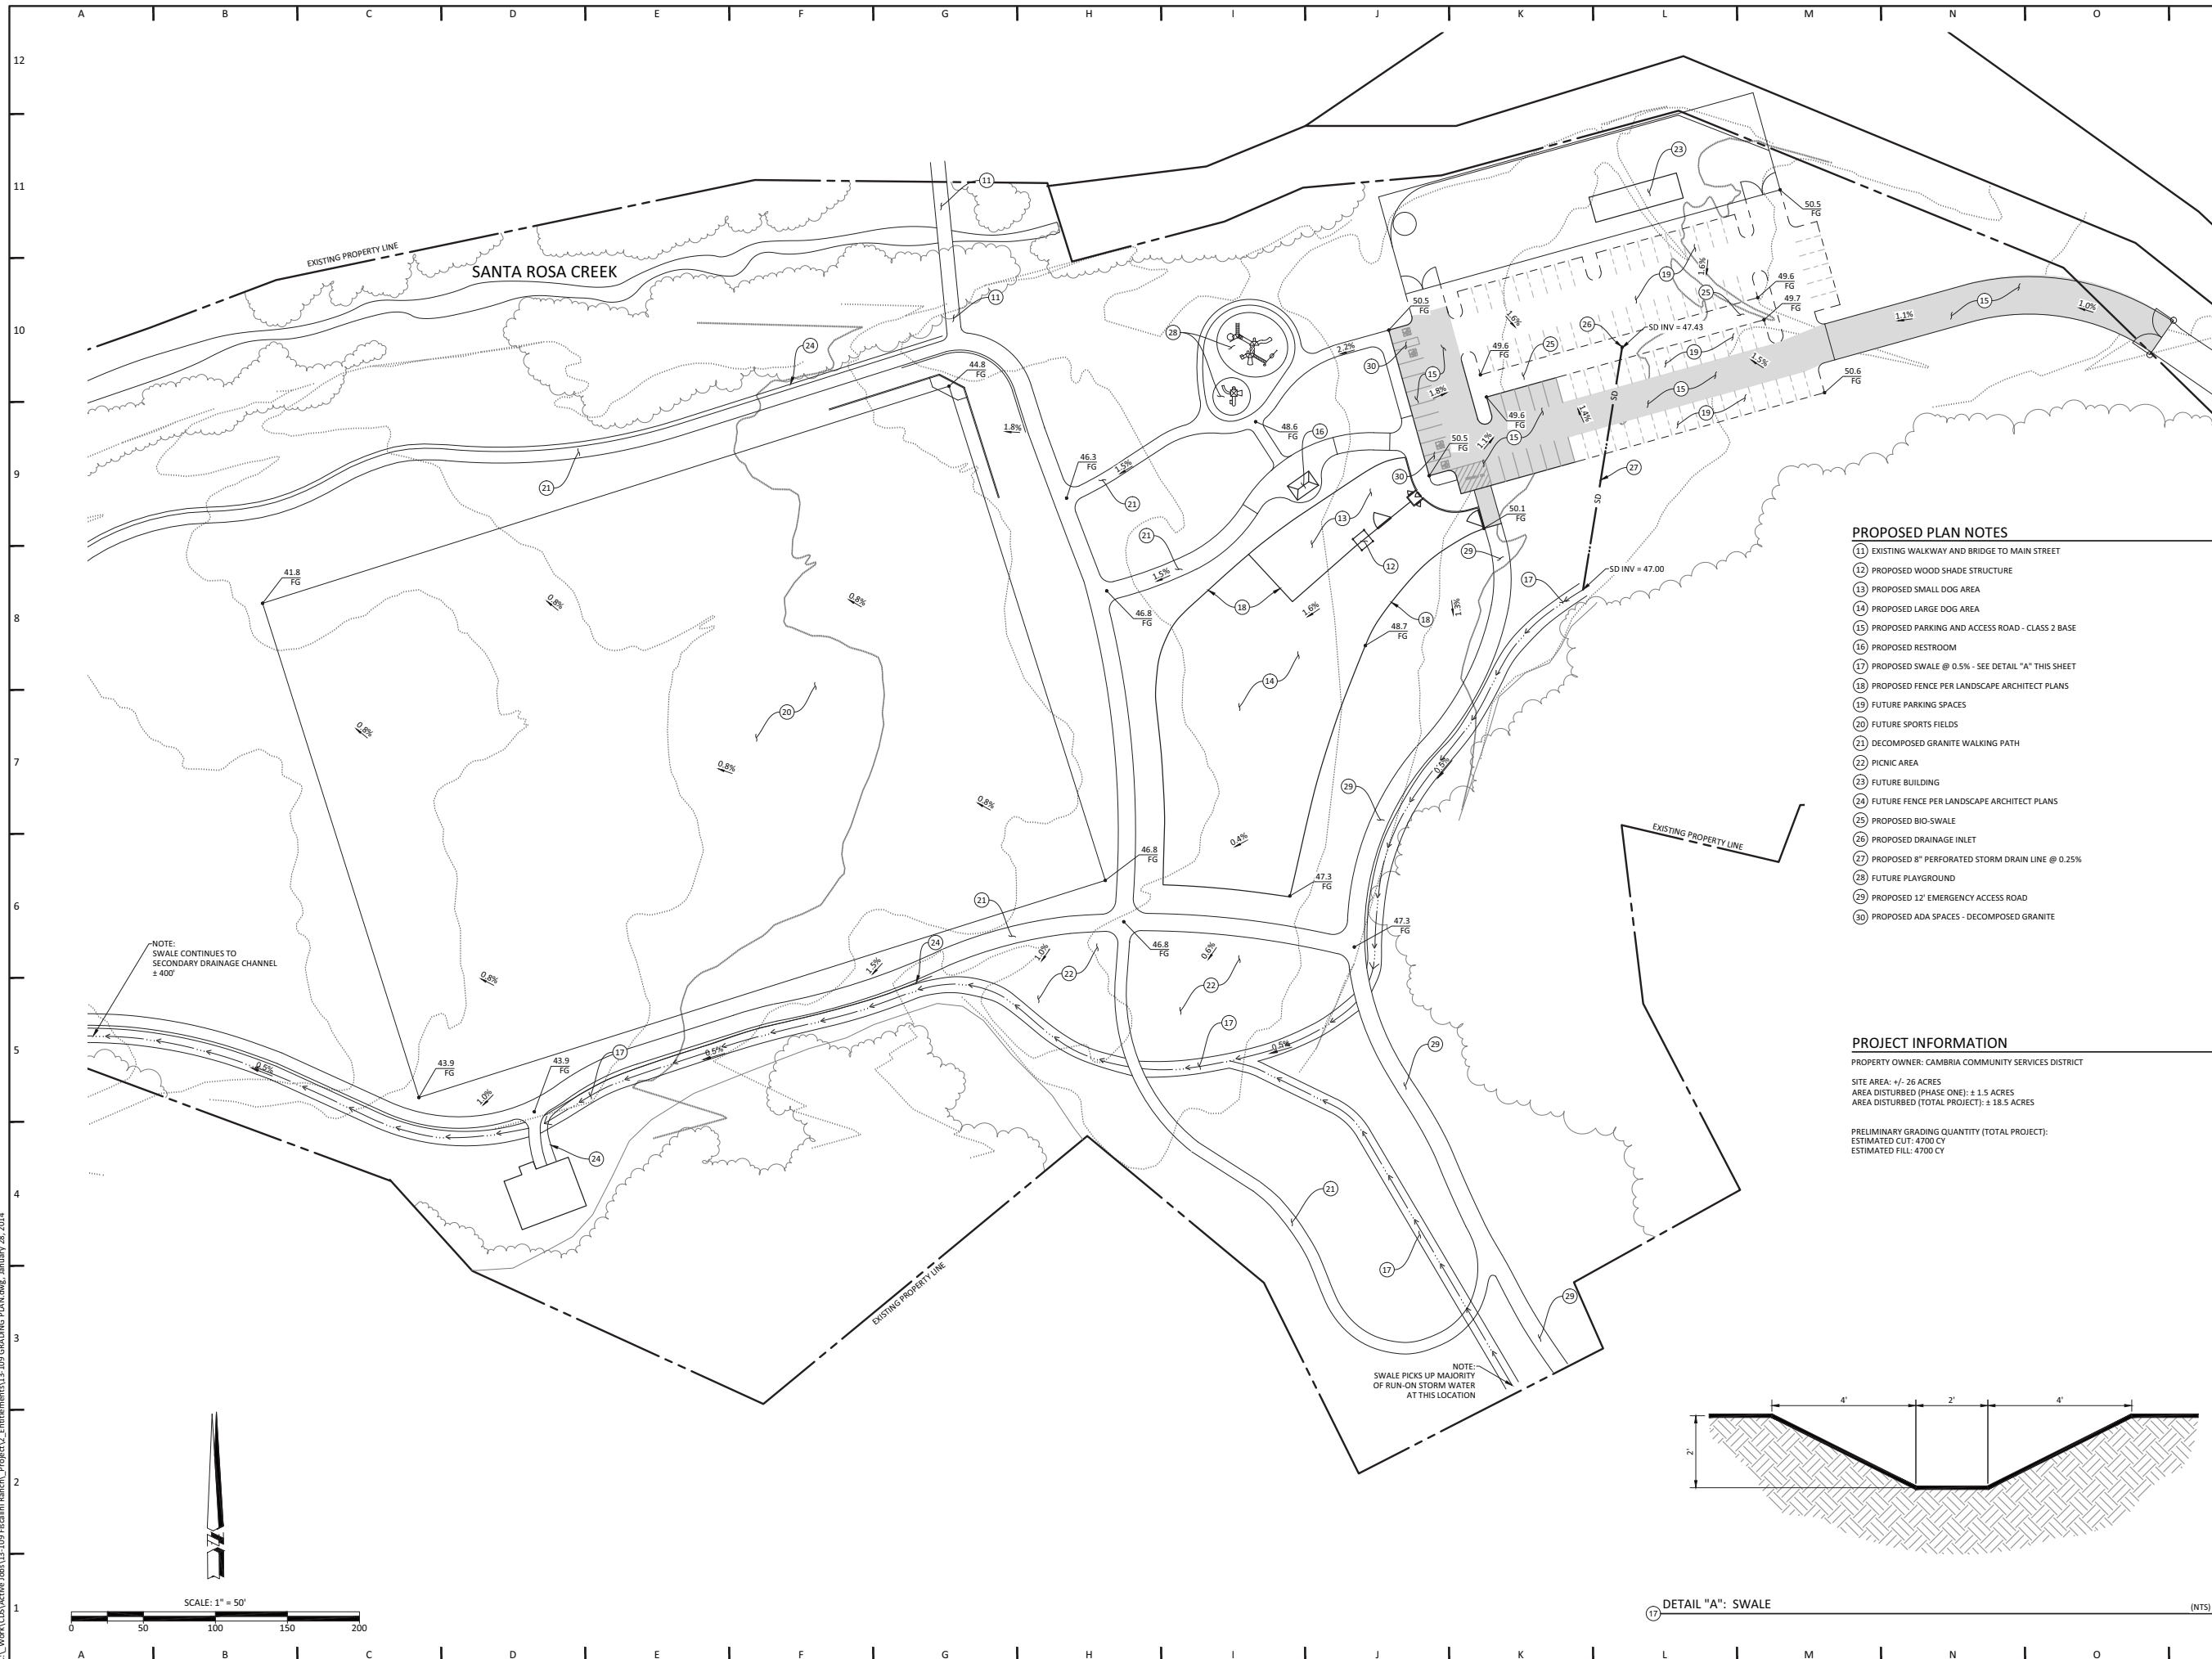 A B C D E F G H I J K L M N O
12
11
10
9
8
7
6
5
4
3
2
1
EXISTING PROPERTY LINE
SANTA ROSA CREEK
11
11
24
44.8
FG
1.8%
21
41.8
FG
0.8%
0.8%
0.8%
20
0.8%
0.8%
0.8%
28
2.2%
48.6
FG
16
46.3
FG
1.5%
21
21
1.5%
46.8
FG
18
1.6%
13
12
48.7
FG
18
14
0.4%
1.3%
29
50.1
FG
50.5
FG
30
15
1.8%
50.5
FG
30
1.6%
49.6
FG
25
49.6
FG
1.1%
15
1.4%
26
SD INV = 47.43
SD
SD
27
17
SD INV = 47.00
23
50.5
FG
19
1.6%
25
49.6
FG
49.7
FG
19
1.5%
15
19
50.6
FG
1.1%
15
1.0%
0.5%
29
46.8
FG
47.3
FG
47.3
FG
21
24
46.8
FG
1.5%
1.0%
0.6%
22
22
17
0.5%
29
NOTE:
SWALE CONTINUES TO
SECONDARY DRAINAGE CHANNEL
± 400'
0.5%
43.9
FG
1.0%
43.9
FG
17
0.5%
24
21
17
29
EXISTING PROPERTY LINE
EXISTING PROPERTY LINE
NOTE:
SWALE PICKS UP MAJORITY
OF RUN-ON STORM WATER
AT THIS LOCATION
PROPOSED PLAN NOTES
11 EXISTING WALKWAY AND BRIDGE TO MAIN STREET
12 PROPOSED WOOD SHADE STRUCTURE
13 PROPOSED SMALL DOG AREA
14 PROPOSED LARGE DOG AREA
15 PROPOSED PARKING AND ACCESS ROAD - CLASS 2 BASE
16 PROPOSED RESTROOM
17 PROPOSED SWALE @ 0.5% - SEE DETAIL "A" THIS SHEET
18 PROPOSED FENCE PER LANDSCAPE ARCHITECT PLANS
19 FUTURE PARKING SPACES
20 FUTURE SPORTS FIELDS
21 DECOMPOSED GRANITE WALKING PATH
22 PICNIC AREA
23 FUTURE BUILDING
24 FUTURE FENCE PER LANDSCAPE ARCHITECT PLANS
25 PROPOSED BIO-SWALE
26 PROPOSED DRAINAGE INLET
27 PROPOSED 8" PERFORATED STORM DRAIN LINE @ 0.25%
28 FUTURE PLAYGROUND
29 PROPOSED 12' EMERGENCY ACCESS ROAD
30 PROPOSED ADA SPACES - DECOMPOSED GRANITE
PROJECT INFORMATION
PROPERTY OWNER: CAMBRIA COMMUNITY SERVICES DISTRICT
SITE AREA: +/- 26 ACRES
AREA DISTURBED (PHASE ONE): ± 1.5 ACRES
AREA DISTURBED (TOTAL PROJECT): ± 18.5 ACRES
PRELIMINARY GRADING QUANTITY (TOTAL PROJECT):
ESTIMATED CUT: 4700 CY
ESTIMATED FILL: 4700 CY
4' 2' 4'
2'
17 DETAIL "A": SWALE (NTS)
SCALE: 1" = 50'
0 50 100 150 200
A B C D E F G H I J K L M N O